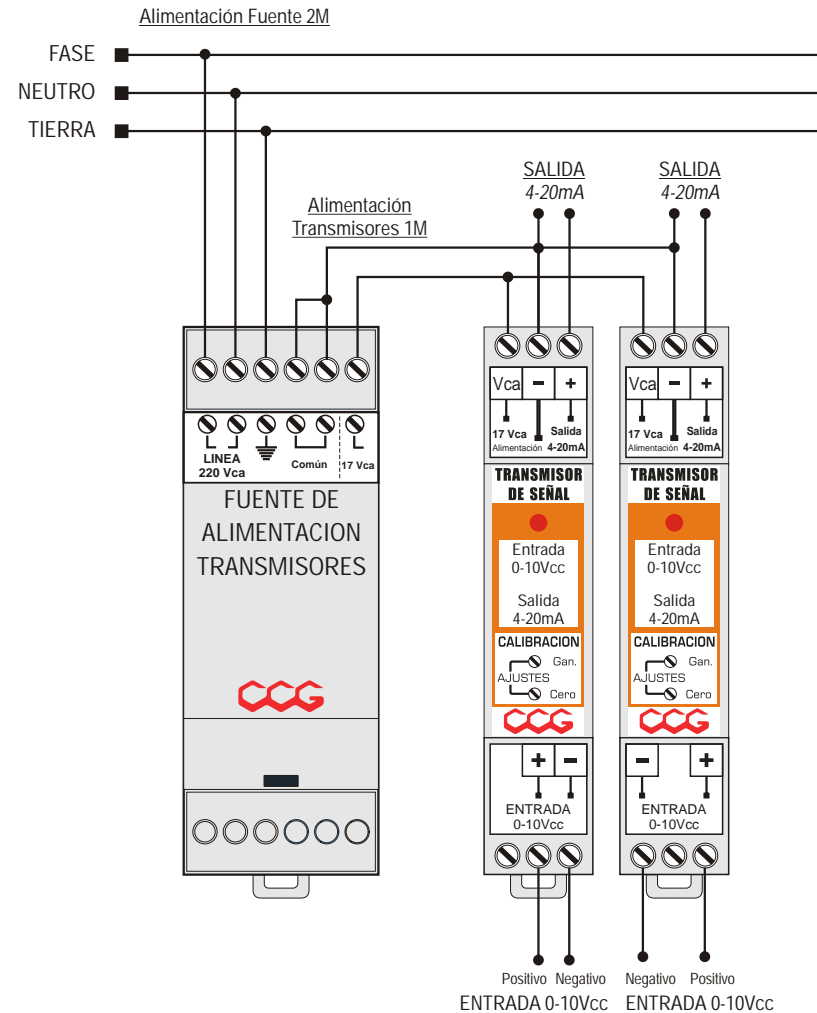 Alimentación Fuente 2M
FASE
NEUTRO
TIERRA
SALIDA
4-20mA
SALIDA
4-20mA
Alimentación
Transmisores 1M
LINEA
220 Vca
Común
17 Vca
FUENTE DE
ALIMENTACION
TRANSMISORES
CCG
Vca - +
17 Vca Salida
Alimentación 4-20mA
TRANSMISOR
DE SEÑAL
Entrada
0-10Vcc
Salida
4-20mA
CALIBRACION
Gan.
AJUSTES
Cero
CCG
+ -
ENTRADA
0-10Vcc
Positivo Negativo
ENTRADA 0-10Vcc
Vca - +
17 Vca Salida
Alimentación 4-20mA
TRANSMISOR
DE SEÑAL
Entrada
0-10Vcc
Salida
4-20mA
CALIBRACION
Gan.
AJUSTES
Cero
CCG
- +
ENTRADA
0-10Vcc
Negativo Positivo
ENTRADA 0-10Vcc